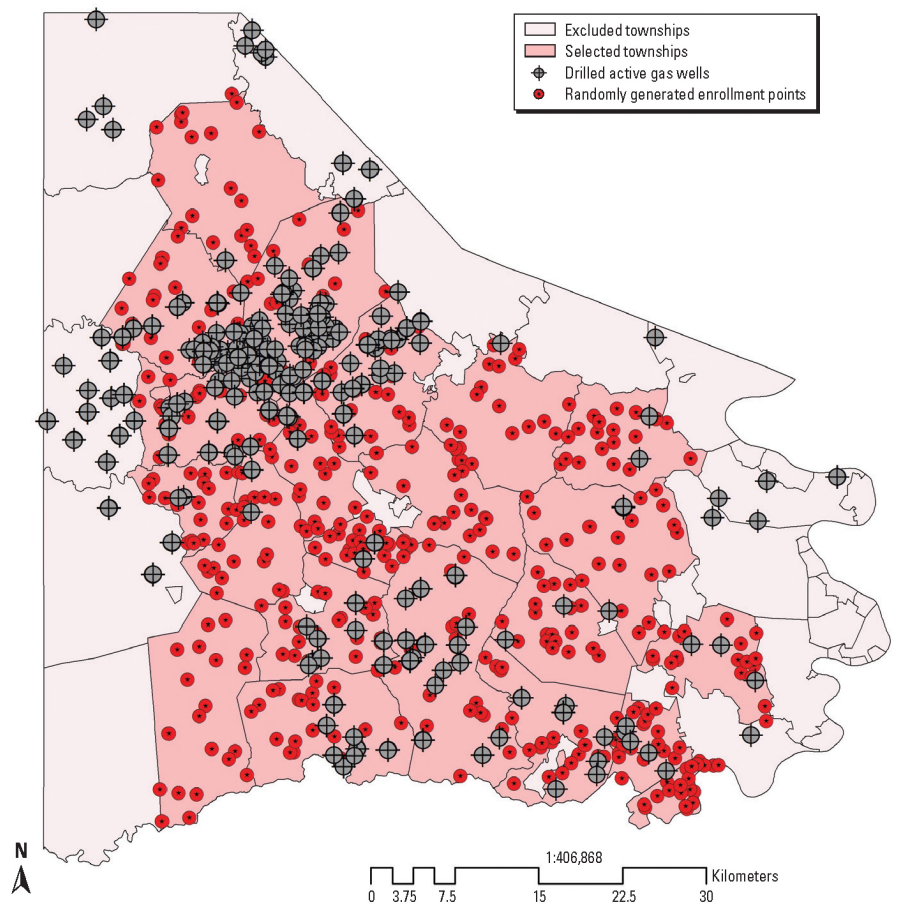 Excluded townships
Selected townships
Drilled active gas wells
Randomly generated enrollment points
N
1:406,868
Kilometers
0 3.75 7.5 15 22.5 30